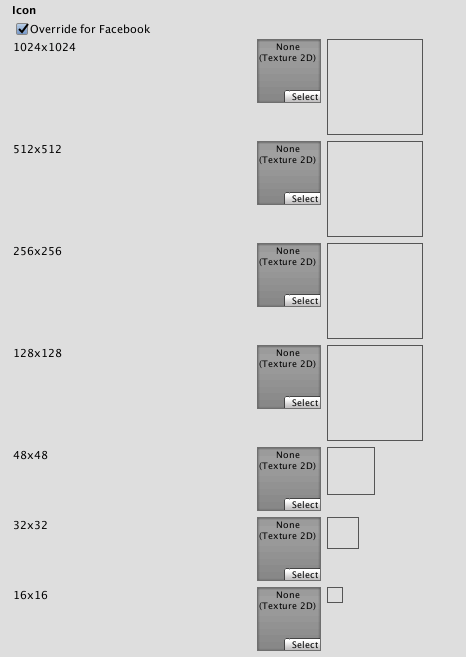 Icon
Override for Facebook
1024x1024
None
(Texture 2D)
Select
512x512
None
(Texture 2D)
Select
256x256
None
(Texture 2D)
Select
128x128
None
(Texture 2D)
Select
48x48
None
(Texture 2D)
Select
32x32
None
(Texture 2D)
Select
16x16
None
(Texture 2D)
Select